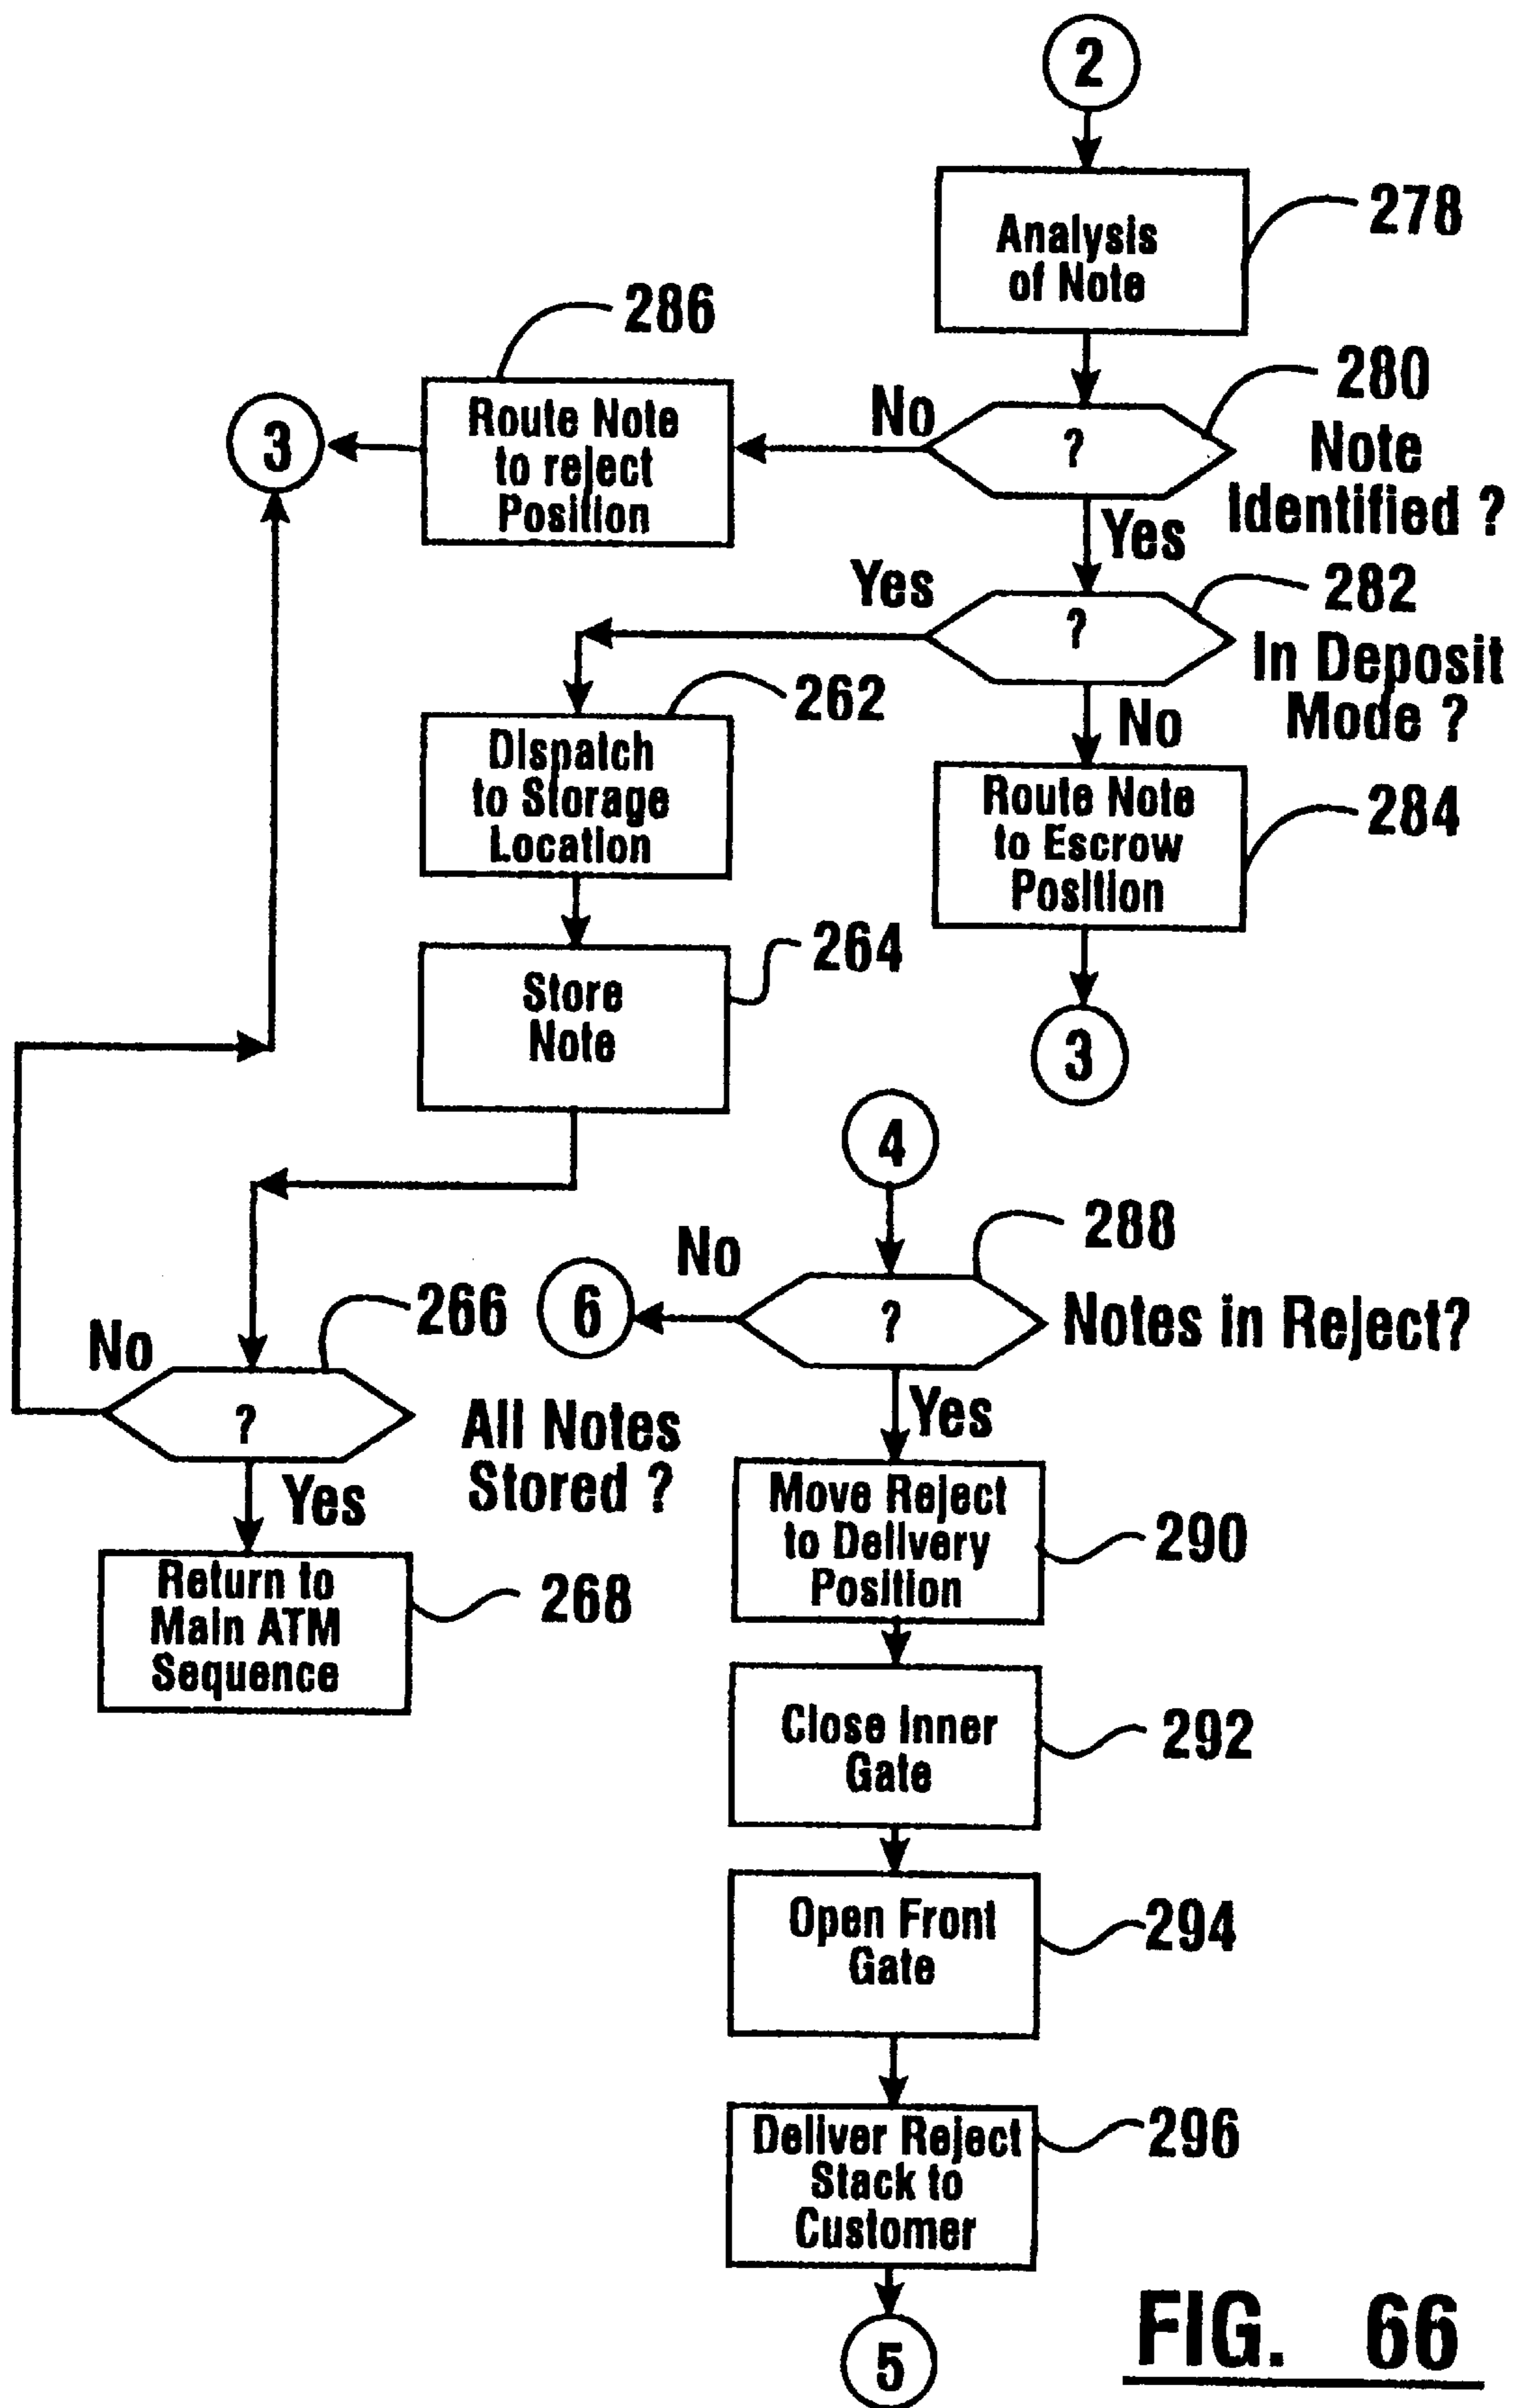 2
Analysis
of Note
278
286
280
Route Note
to reject
Position
3
No
?
Note
Identified ?
Yes
Yes
?
282
In Deposit
Mode ?
262
No
Dispatch
to Storage
Location
Route Note
to Escrow
Position
284
Store
Note
264
3
4
288
No
6
?
Notes in Reject?
266
No
?
All Notes
Stored ?
Yes
Yes
Move Reject
to Delivery
Position
290
Return to
Main ATM
Sequence
268
Close Inner
Gate
292
Open Front
Gate
294
Deliver Reject
Stack to
Customer
296
5
FIG. 66